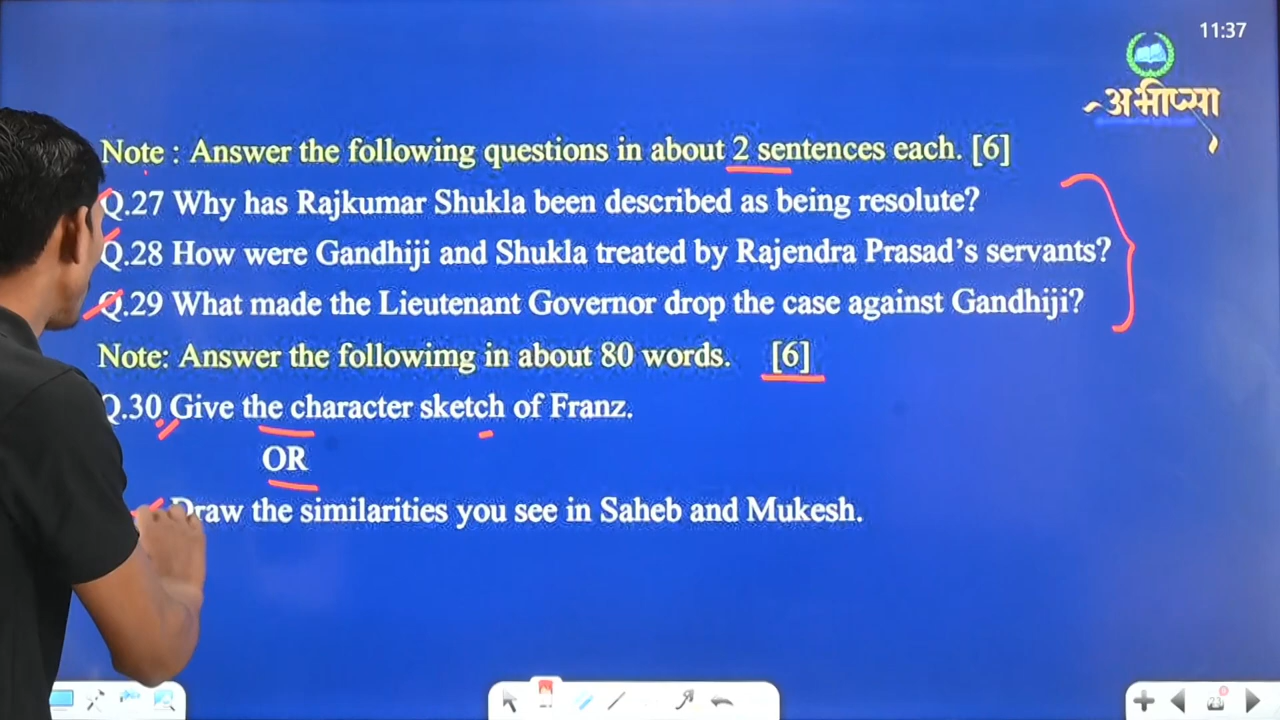 11:37
अभीप्सा
Note : Answer the following questions in about 2 sentences each. [6]
Q.27 Why has Rajkumar Shukla been described as being resolute?
Q.28 How were Gandhiji and Shukla treated by Rajendra Prasad's servants?
Q.29 What made the Lieutenant Governor drop the case against Gandhiji?
Note: Answer the followimg in about 80 words. [6]
Q.30 Give the character sketch of Franz.
OR
Draw the similarities you see in Saheb and Mukesh.